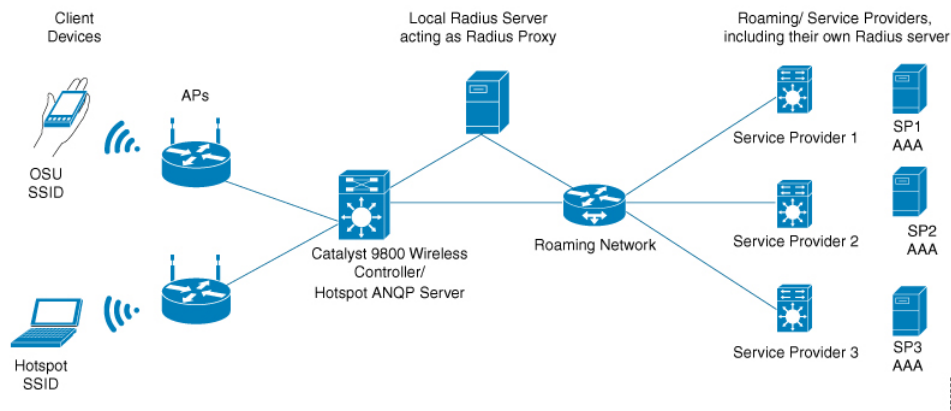 Client
Devices
Local Radius Server
acting as Radius Proxy
Roaming/ Service Providers,
including their own Radius server
APs
OSU
SSID
Service Provider 1
SP1
AAA
Catalyst 9800 Wireless
Controller/
Hotspot ANQP Server
Roaming Network
Service Provider 2
SP2
AAA
Hotspot
SSID
Service Provider 3
SP3
AAA